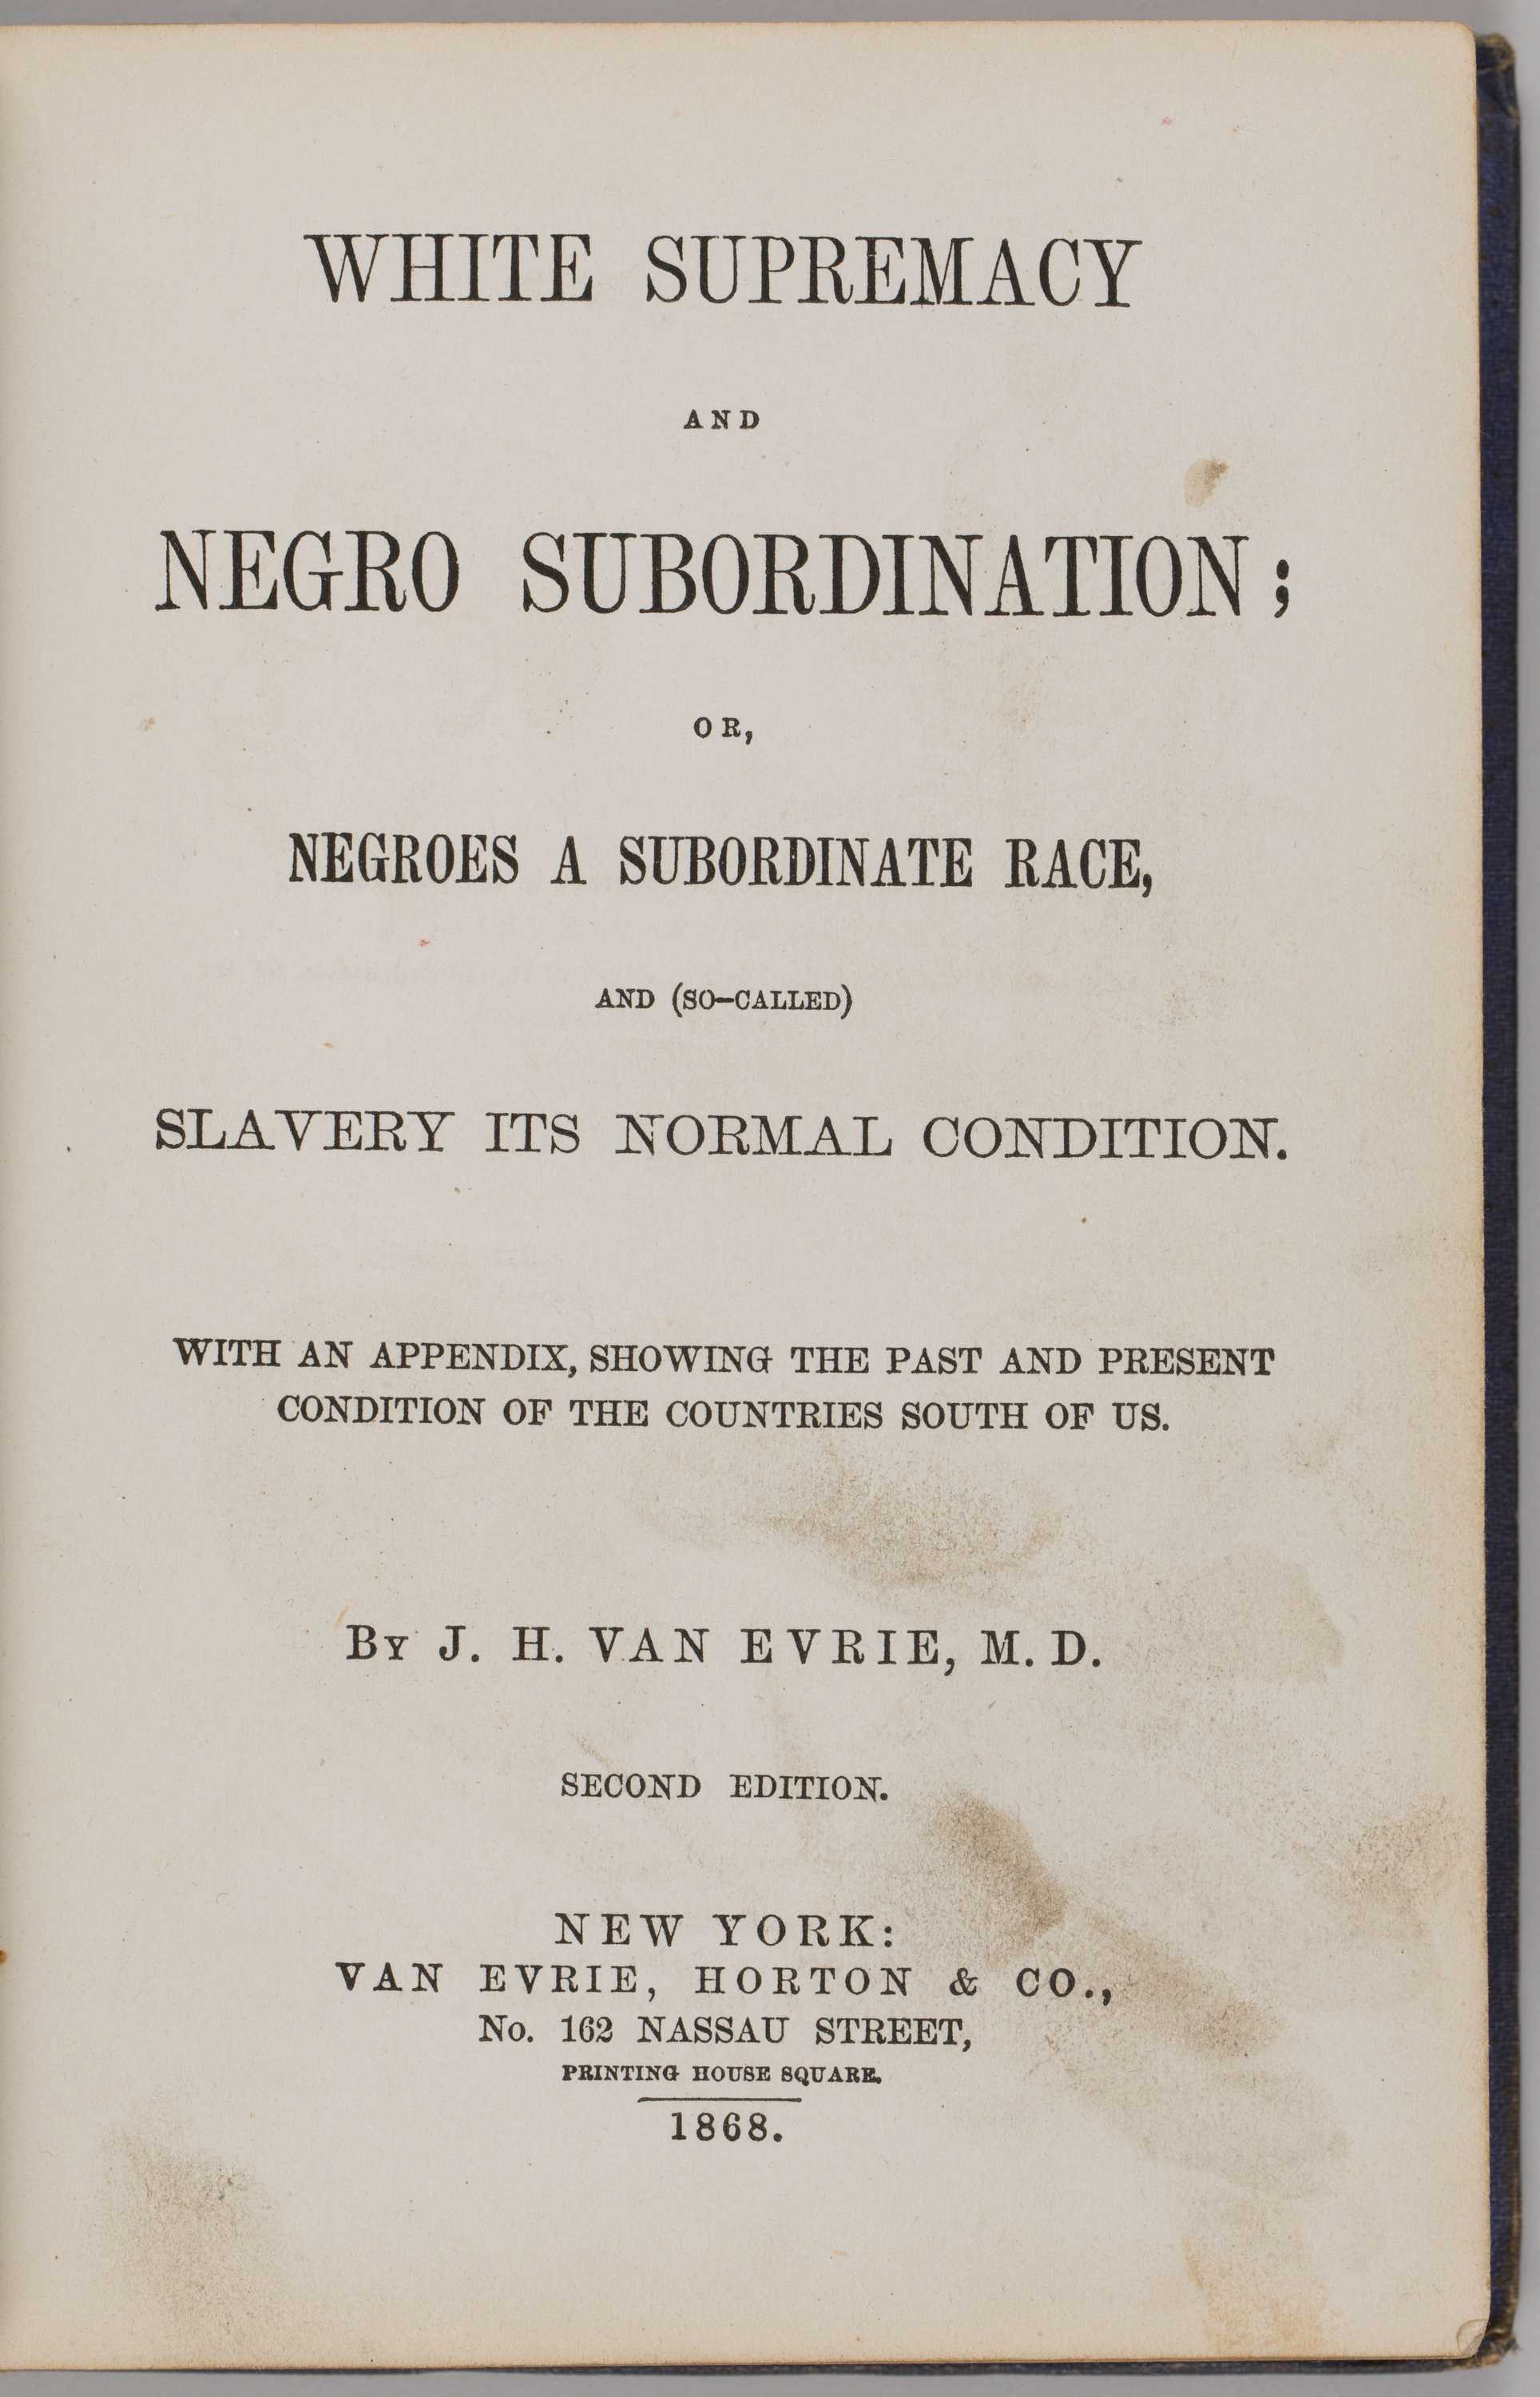 WHITE SUPREMACY
AND
NEGRO SUBORDINATION;
OR,
NEGROES A SUBORDINATE RACE,
AND (SO-CALLED)
SLAVERY ITS NORMAL CONDITION.
WITH AN APPENDIX, SHOWING THE PAST AND PRESENT
CONDITION OF THE COUNTRIES SOUTH OF US.
BY J. H. VAN EVRIE, M. D.
SECOND EDITION.
NEW YORK:
VAN EVRIE, HORTON & CO.,
No. 162 NASSAU STREET,
PRINTING HOUSE SQUARE.
1868.